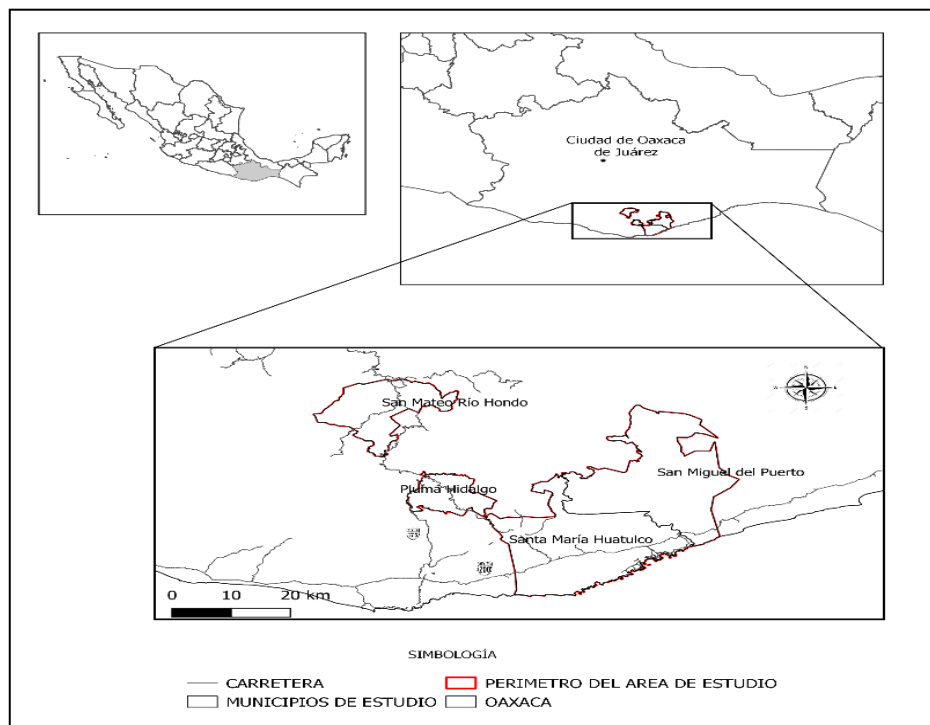 Ciudad de Oaxaca
de Juárez
N
W
E
S
San Mateo Río Hondo
San Miguel del Puerto
Pluma Hidalgo
Santa María Huatulco
0 10 20 km
SIMBOLOGÍA
CARRETERA
PERIMETRO DEL AREA DE ESTUDIO
MUNICIPIOS DE ESTUDIO
OAXACA